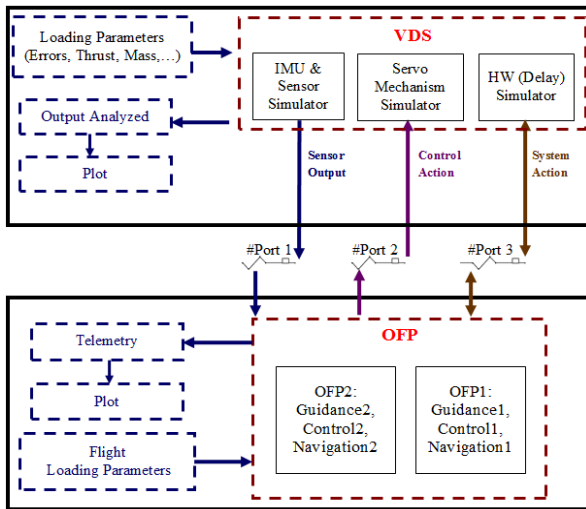 Loading Parameters
(Errors, Thrust, Mass,...)
VDS
IMU &
Sensor
Simulator
Servo
Mechanism
Simulator
HW (Delay)
Simulator
Output Analyzed
Plot
Sensor
Output
Control
Action
System
Action
#Port 1
#Port 2
#Port 3
OFP
Telemetry
Plot
Flight
Loading Parameters
OFP2:
Guidance2,
Control2,
Navigation2
OFP1:
Guidance1,
Control1,
Navigation1